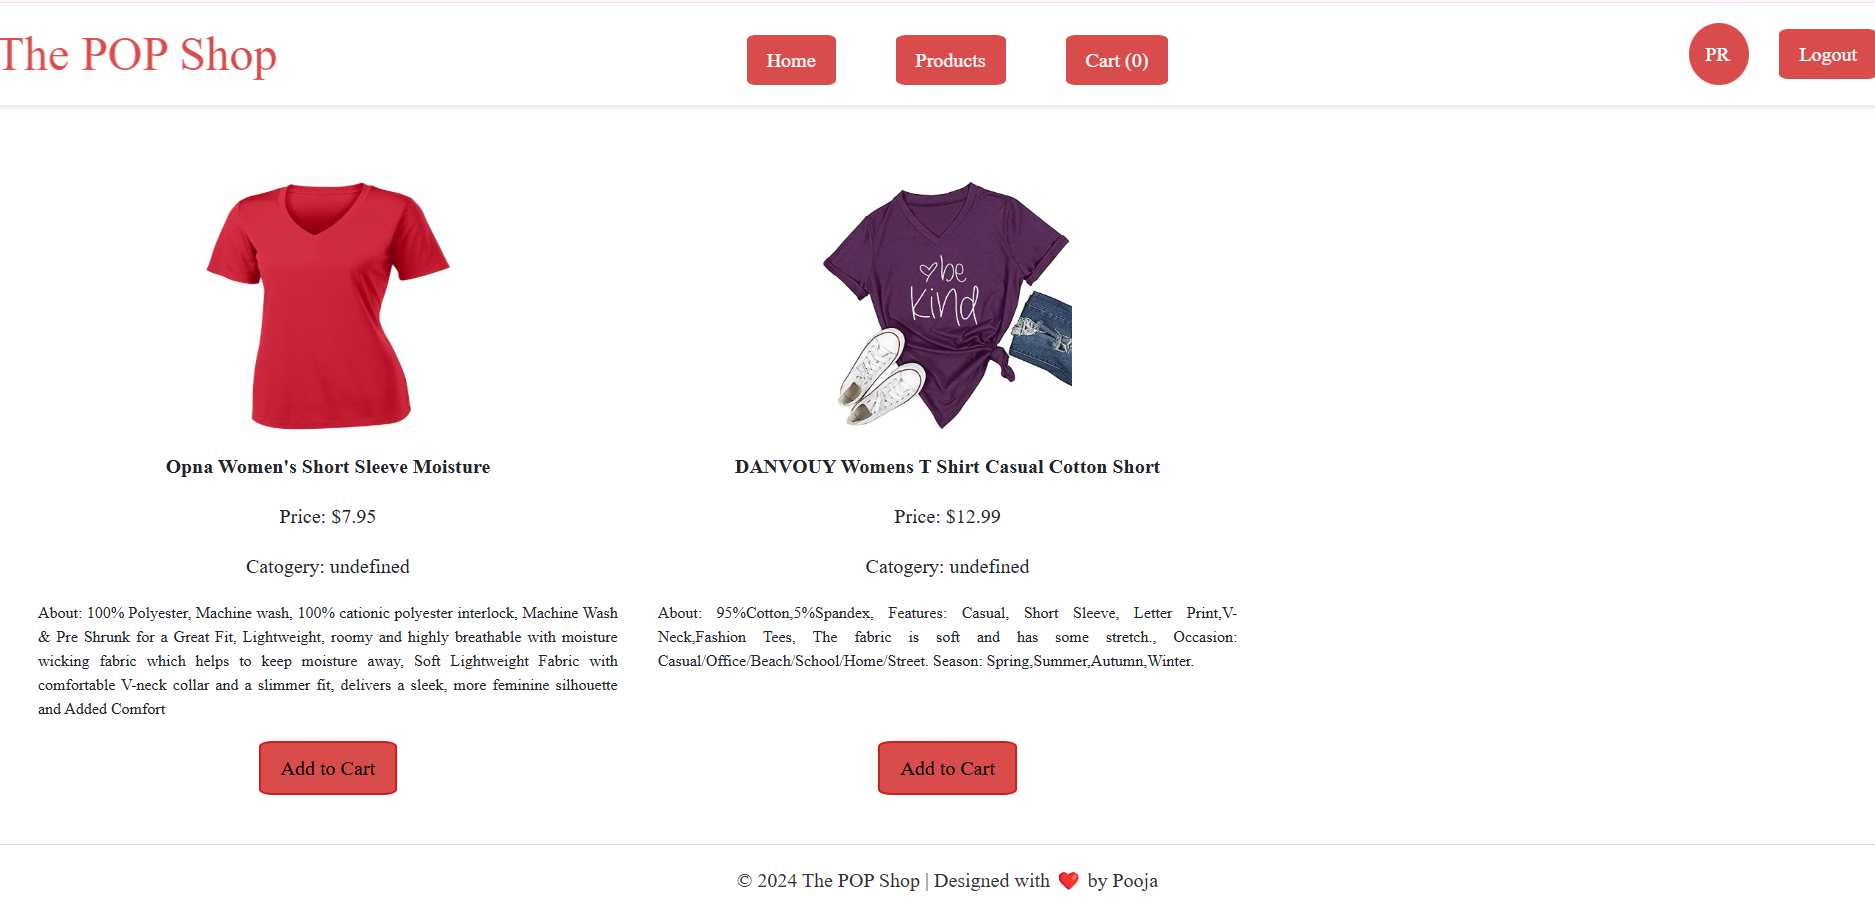 The POP Shop
Home
Products
Cart (0)
PR
Logout
be
kind
Opna Women's Short Sleeve Moisture
Price: $7.95
Catogery: undefined
About: 100% Polyester, Machine wash, 100% cationic polyester interlock, Machine Wash
& Pre Shrunk for a Great Fit, Lightweight, roomy and highly breathable with moisture
wicking fabric which helps to keep moisture away, Soft Lightweight Fabric with
comfortable V-neck collar and a slimmer fit, delivers a sleek, more feminine silhouette
and Added Comfort
Add to Cart
DANVOUY Womens T Shirt Casual Cotton Short
Price: $12.99
Catogery: undefined
About: 95%Cotton,5%Spandex, Features: Casual, Short Sleeve, Letter Print,V-
Neck,Fashion Tees, The fabric is soft and has some stretch., Occasion:
Casual/Office/Beach/School/Home/Street. Season: Spring,Summer,Autumn,Winter.
Add to Cart
© 2024 The POP Shop | Designed with ❤️ by Pooja